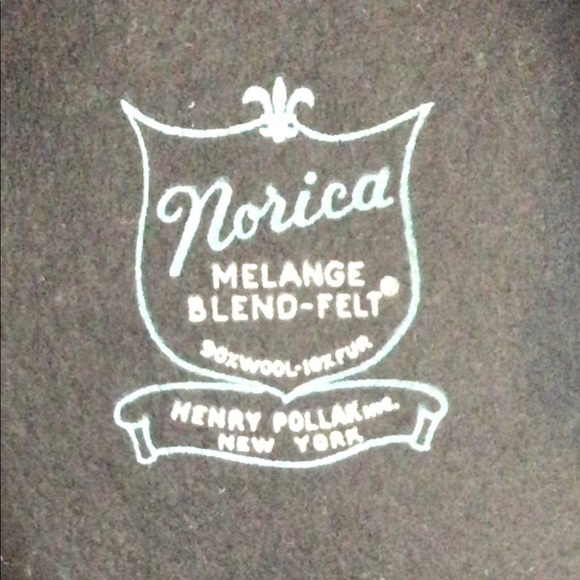 Norica
MELANGE
BLEND-FELT®
90% WOOL-10% FUR
HENRY POLLAK INC.
NEW YORK